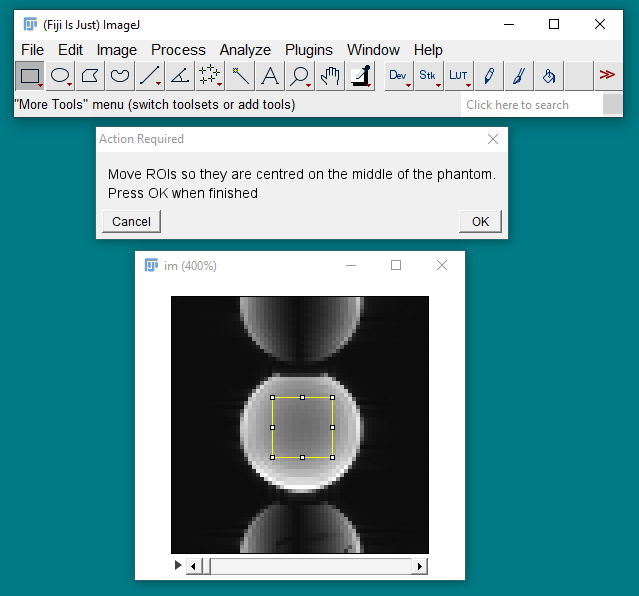 (Fiji Is Just) ImageJ
File Edit Image Process Analyze Plugins Window Help
Dev Stk LUT
"More Tools" menu (switch toolsets or add tools) Click here to search
Action Required
Move ROIs so they are centred on the middle of the phantom.
Press OK when finished
Cancel OK
im (400%)